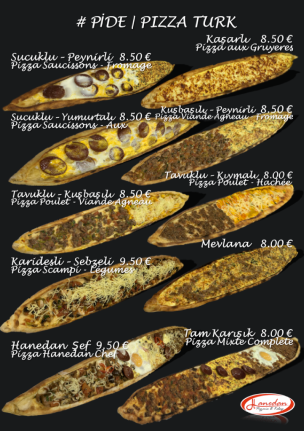 # PİDE | PIZZA TURK
Kaşarlı 8.50 €
Pizza aux Gruyeres
Sucuklu - Peynirli 8.50 €
Pizza Saucissons - Fromage
Kuşbaşılı - Peynirli 8.50 €
Pizza Viande Agneau - Fromage
Sucuklu - Yumurtalı 8.50 €
Pizza Saucissons - Aux
Tavuklu - Kıymalı 8.00 €
Pizza Poulet - Hachée
Tavuklu - Kuşbaşılı 8.50 €
Pizza Poulet - Viande Agneau
Mevlana 8.00 €
Karidesli - Sebzeli 9.50 €
Pizza Scampi - Legumes
Tam Karışık 8.00 €
Pizza Mixte Complete
Hanedan Şef 9.50 €
Pizza Hanedan Chef
Hanedan